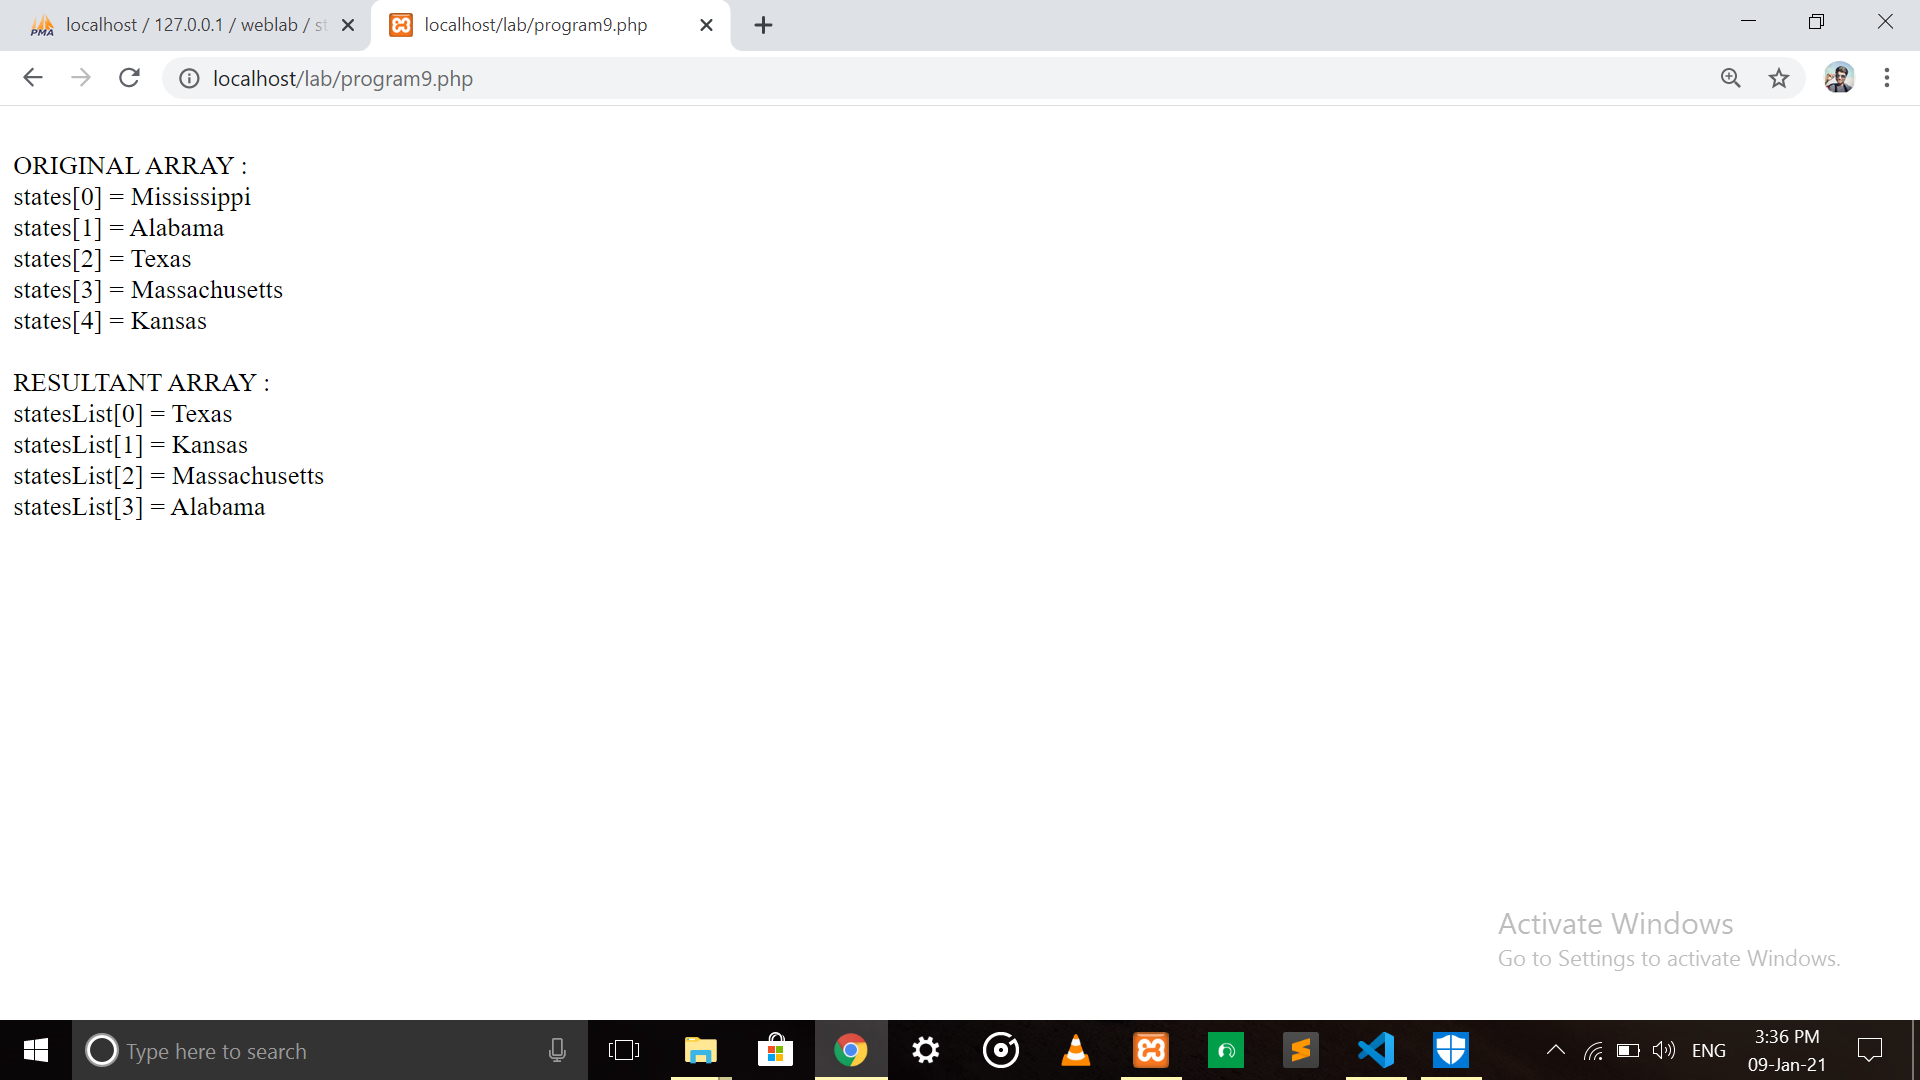 localhost / 127.0.0.1 / weblab / st
localhost/lab/program9.php
localhost/lab/program9.php
ORIGINAL ARRAY :
states[0] = Mississippi
states[1] = Alabama
states[2] = Texas
states[3] = Massachusetts
states[4] = Kansas
RESULTANT ARRAY :
statesList[0] = Texas
statesList[1] = Kansas
statesList[2] = Massachusetts
statesList[3] = Alabama
Activate Windows
Go to Settings to activate Windows.
Type here to search
ENG
3:36 PM
09-Jan-21
PMA